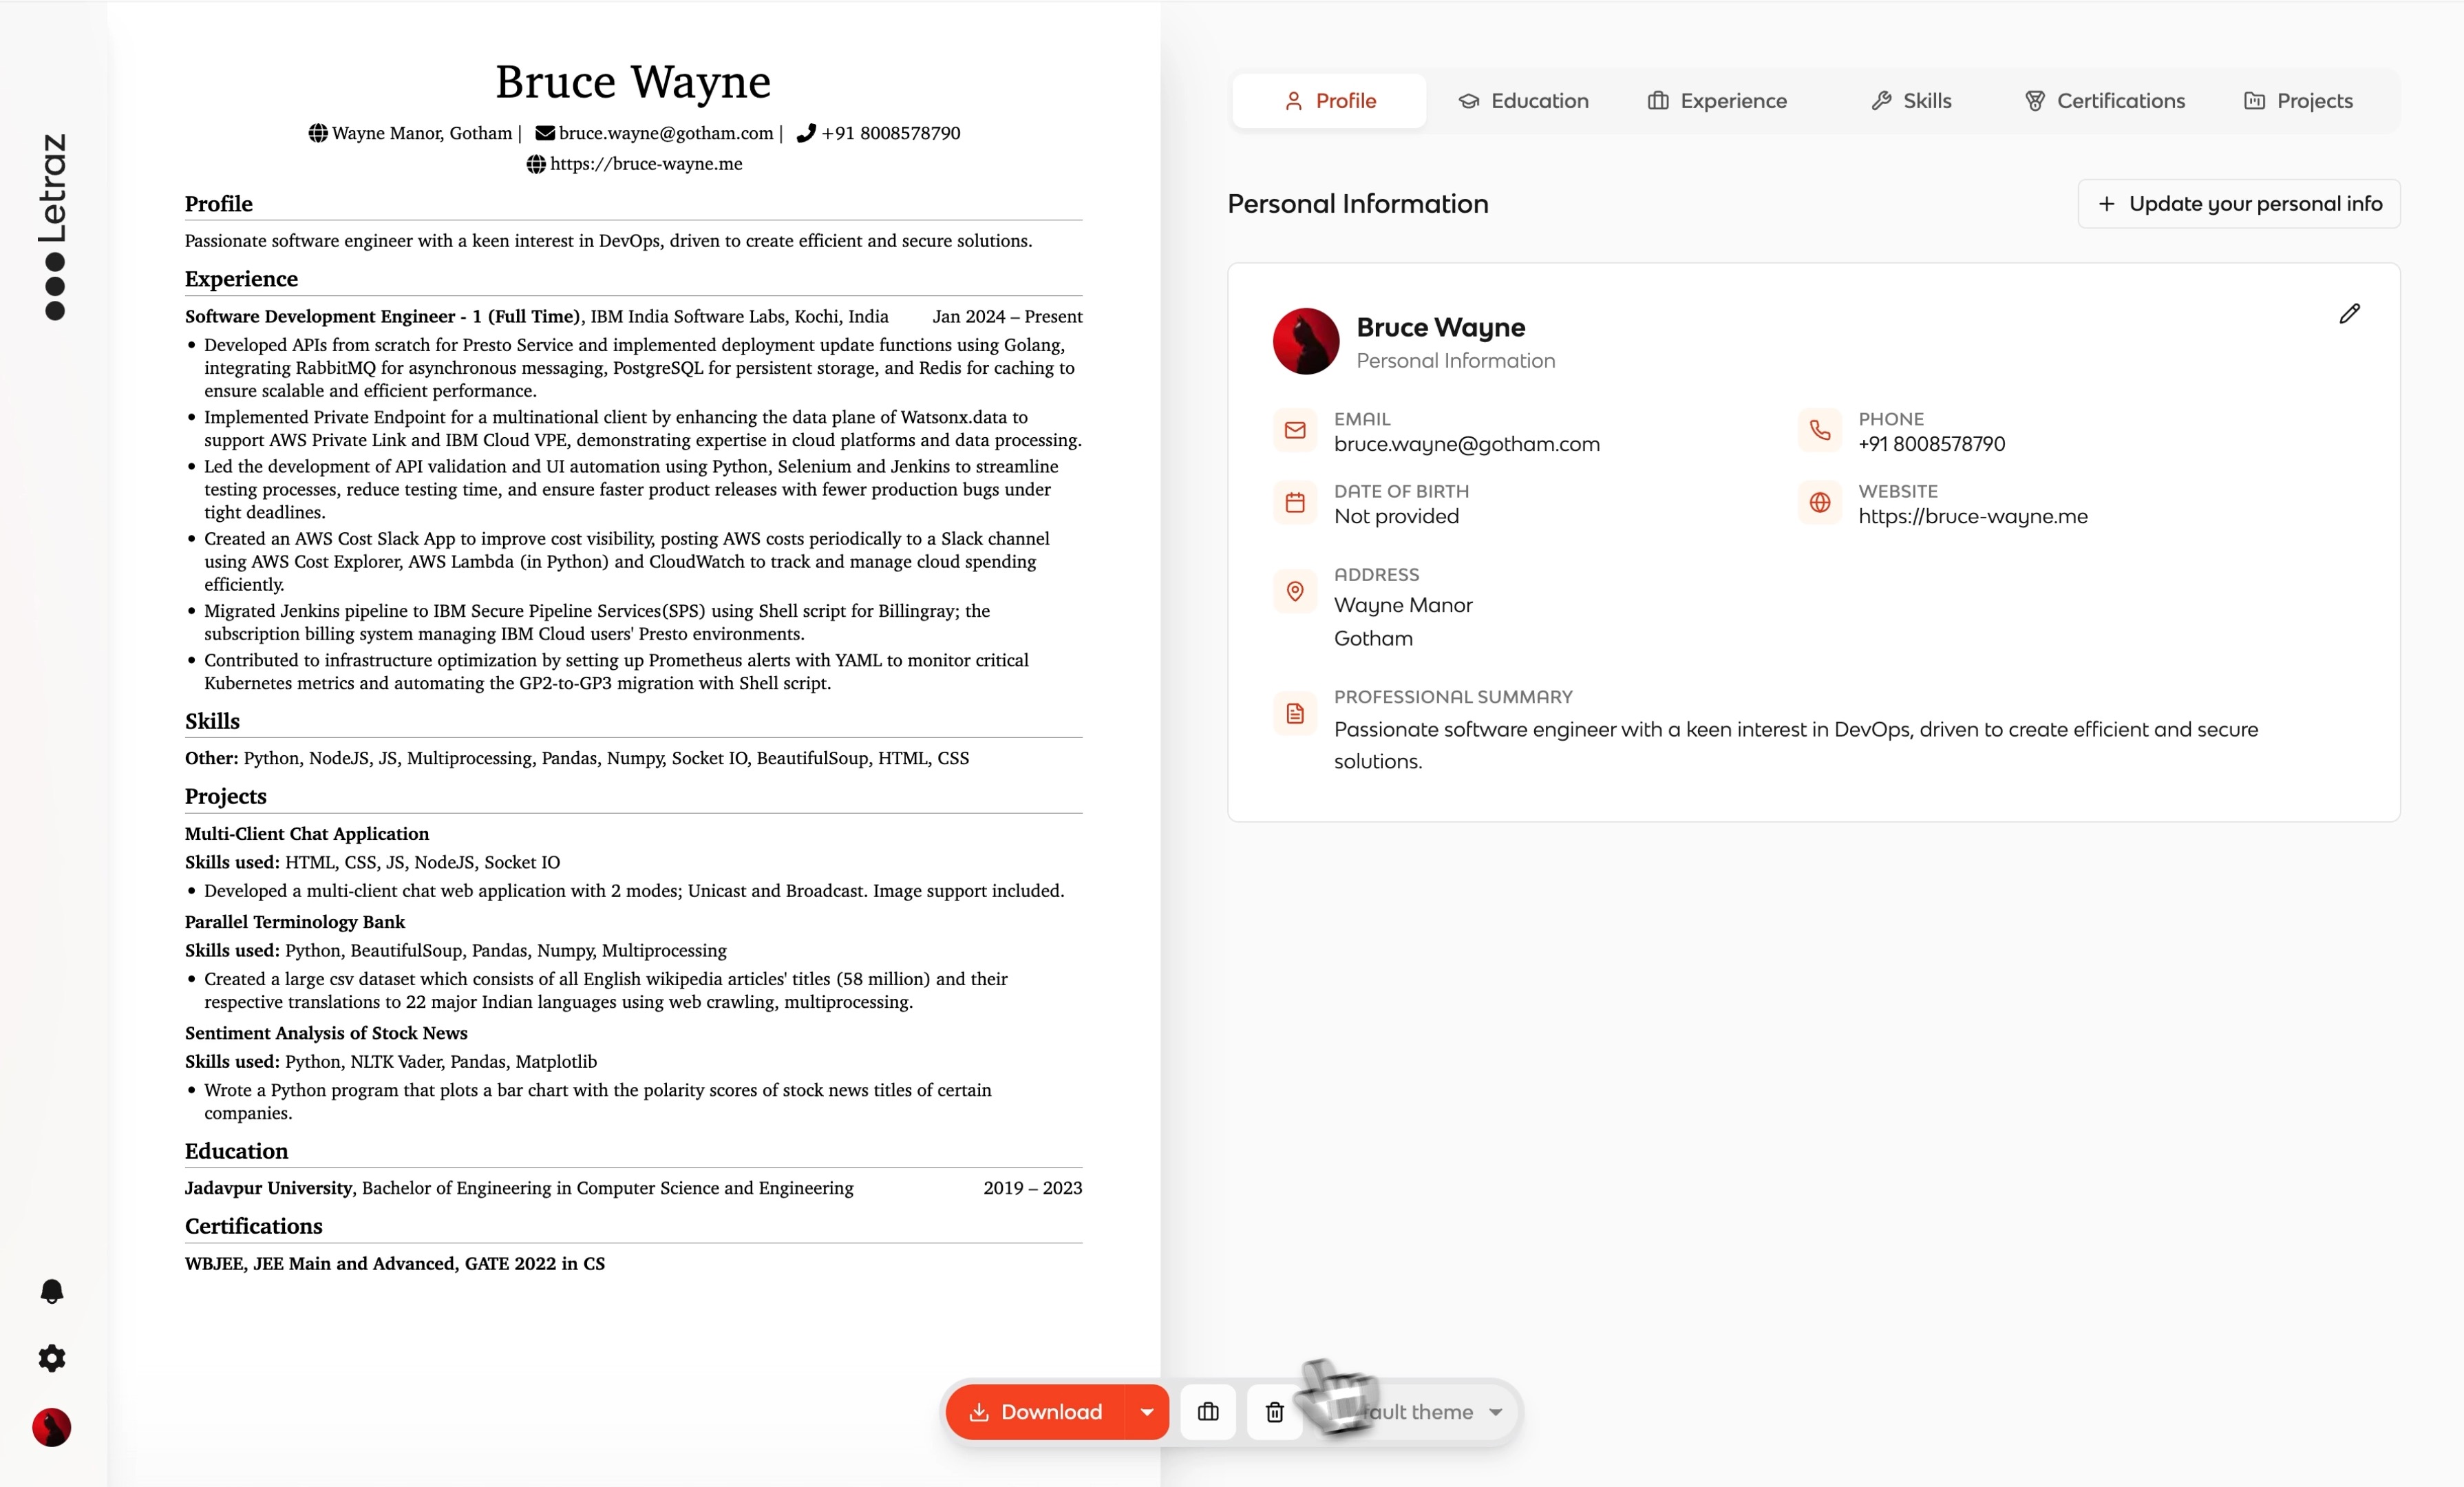 Letraz
Bruce Wayne
Wayne Manor, Gotham | bruce.wayne@gotham.com | +91 8008578790
https://bruce-wayne.me
Profile
Passionate software engineer with a keen interest in DevOps, driven to create efficient and secure solutions.
Experience
Software Development Engineer - 1 (Full Time), IBM India Software Labs, Kochi, India Jan 2024 – Present
• Developed APIs from scratch for Presto Service and implemented deployment update functions using Golang,
integrating RabbitMQ for asynchronous messaging, PostgreSQL for persistent storage, and Redis for caching to
ensure scalable and efficient performance.
• Implemented Private Endpoint for a multinational client by enhancing the data plane of Watsonx.data to
support AWS Private Link and IBM Cloud VPE, demonstrating expertise in cloud platforms and data processing.
• Led the development of API validation and UI automation using Python, Selenium and Jenkins to streamline
testing processes, reduce testing time, and ensure faster product releases with fewer production bugs under
tight deadlines.
• Created an AWS Cost Slack App to improve cost visibility, posting AWS costs periodically to a Slack channel
using AWS Cost Explorer, AWS Lambda (in Python) and CloudWatch to track and manage cloud spending
efficiently.
• Migrated Jenkins pipeline to IBM Secure Pipeline Services(SPS) using Shell script for Billingray; the
subscription billing system managing IBM Cloud users' Presto environments.
• Contributed to infrastructure optimization by setting up Prometheus alerts with YAML to monitor critical
Kubernetes metrics and automating the GP2-to-GP3 migration with Shell script.
Skills
Other: Python, NodeJS, JS, Multiprocessing, Pandas, Numpy, Socket IO, BeautifulSoup, HTML, CSS
Projects
Multi-Client Chat Application
Skills used: HTML, CSS, JS, NodeJS, Socket IO
• Developed a multi-client chat web application with 2 modes; Unicast and Broadcast. Image support included.
Parallel Terminology Bank
Skills used: Python, BeautifulSoup, Pandas, Numpy, Multiprocessing
• Created a large csv dataset which consists of all English wikipedia articles' titles (58 million) and their
respective translations to 22 major Indian languages using web crawling, multiprocessing.
Sentiment Analysis of Stock News
Skills used: Python, NLTK Vader, Pandas, Matplotlib
• Wrote a Python program that plots a bar chart with the polarity scores of stock news titles of certain
companies.
Education
Jadavpur University, Bachelor of Engineering in Computer Science and Engineering 2019 – 2023
Certifications
WBJEE, JEE Main and Advanced, GATE 2022 in CS
Profile Education Experience Skills Certifications Projects
Personal Information
+ Update your personal info
Bruce Wayne
Personal Information
EMAIL
bruce.wayne@gotham.com
PHONE
+91 8008578790
DATE OF BIRTH
Not provided
WEBSITE
https://bruce-wayne.me
ADDRESS
Wayne Manor
Gotham
PROFESSIONAL SUMMARY
Passionate software engineer with a keen interest in DevOps, driven to create efficient and secure
solutions.
Download
theme